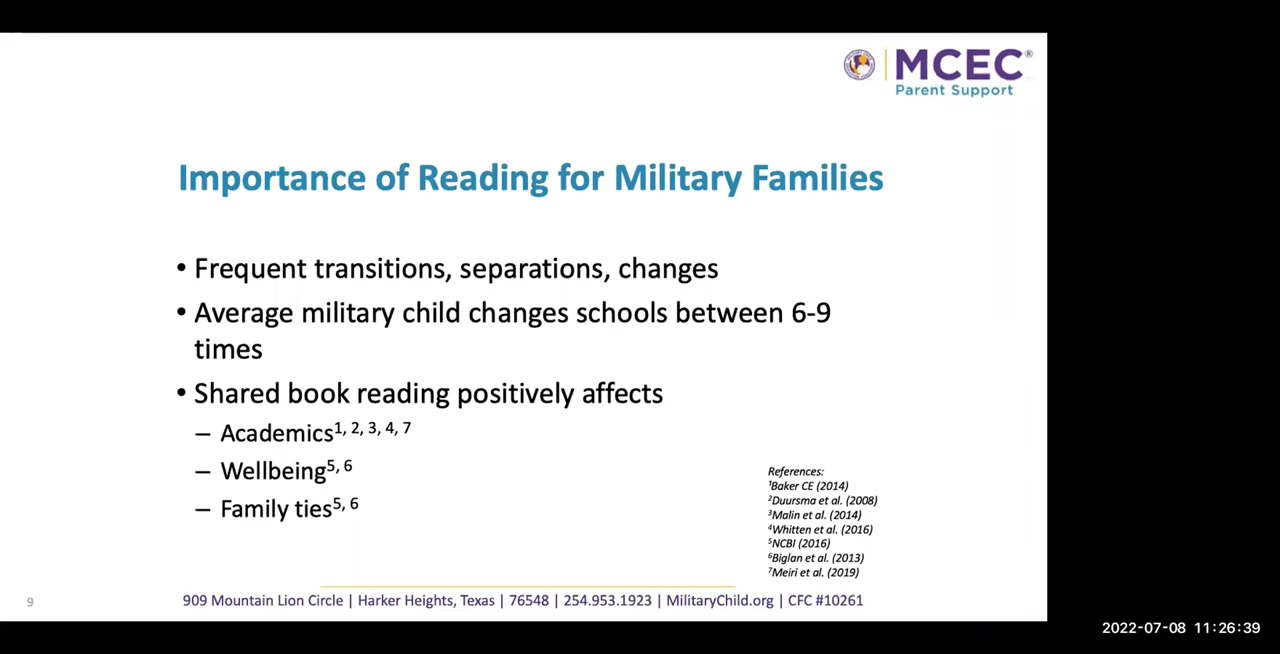 MCEC®
Parent Support
Importance of Reading for Military Families
• Frequent transitions, separations, changes
• Average military child changes schools between 6-9
times
• Shared book reading positively affects
– Academics1, 2, 3, 4, 7
– Wellbeing5, 6
– Family ties5, 6
References:
1Baker CE (2014)
2Duursma et al. (2008)
3Malin et al. (2014)
4Whitten et al. (2016)
5NCBI (2016)
6Biglan et al. (2013)
7Meiri et al. (2019)
9
909 Mountain Lion Circle | Harker Heights, Texas | 76548 | 254.953.1923 | MilitaryChild.org | CFC #10261
2022-07-08 11:26:39